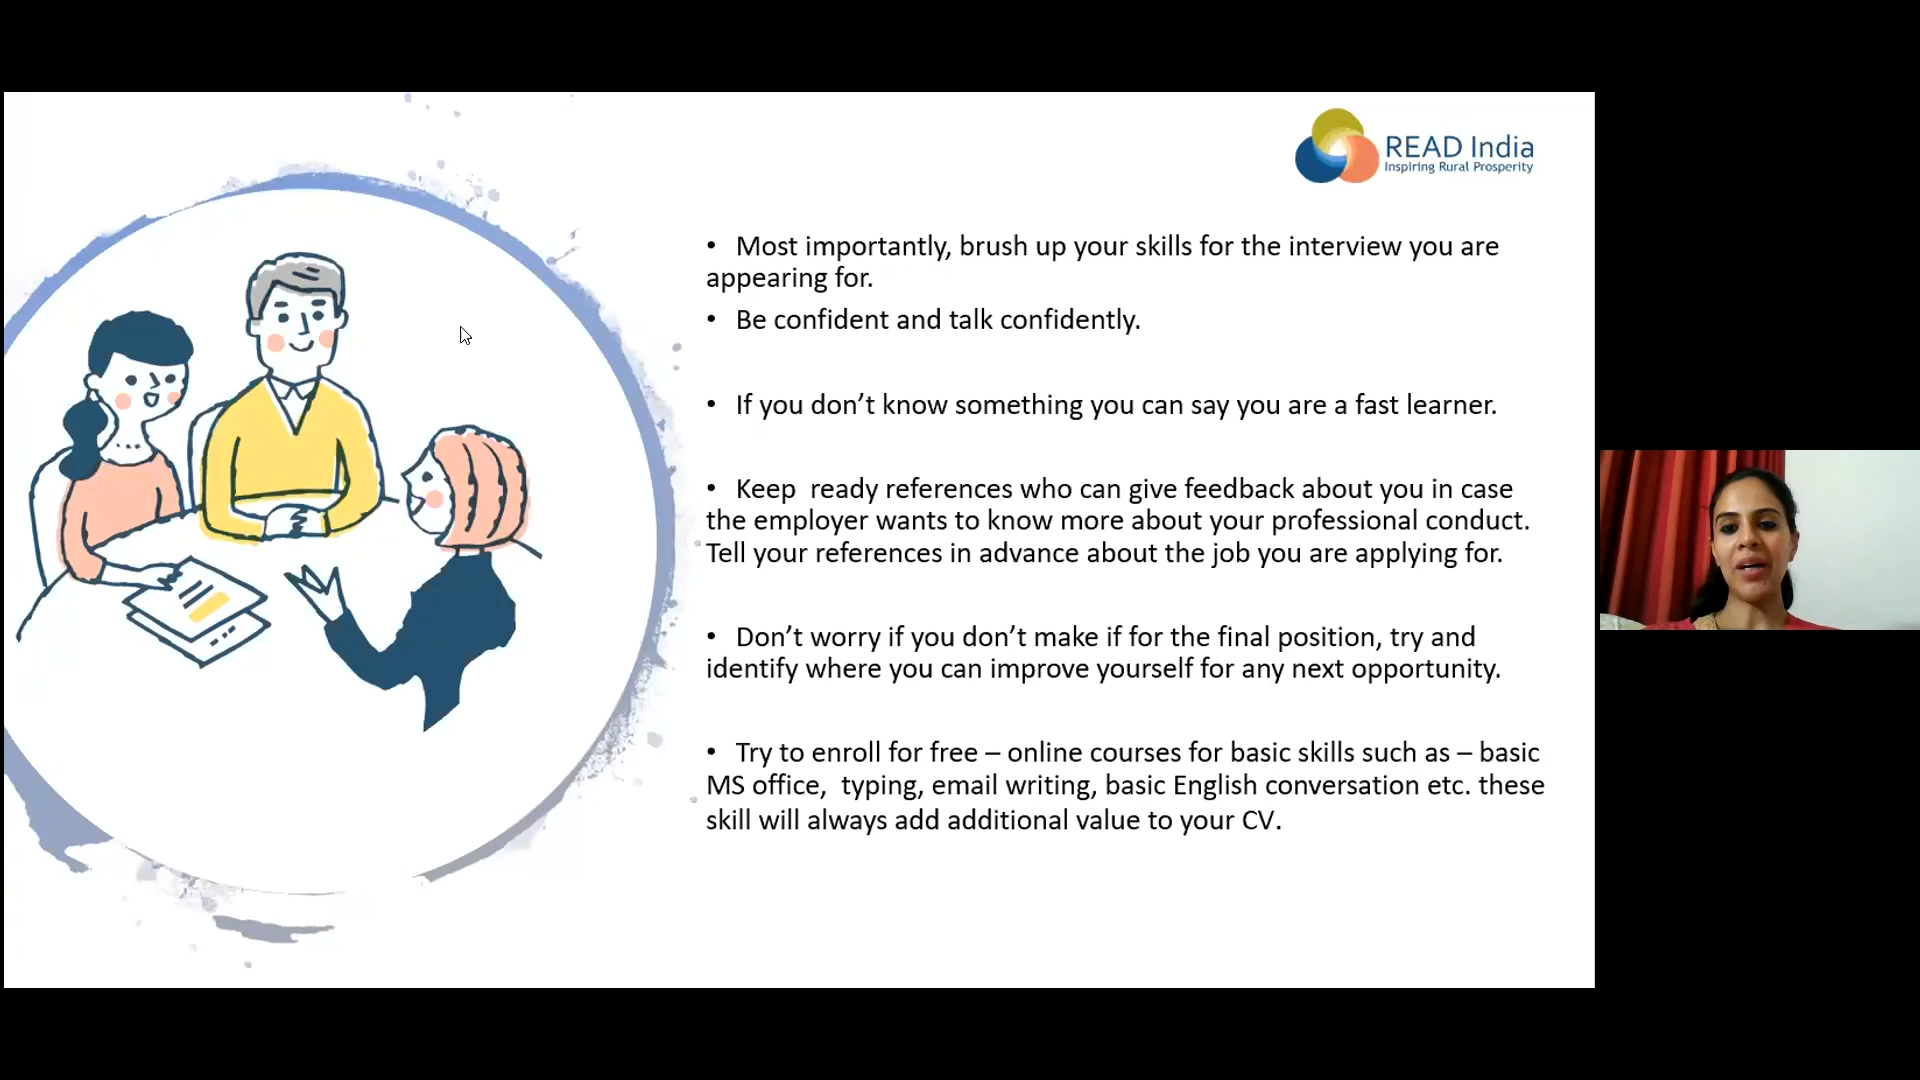 READ India
Inspiring Rural Prosperity
• Most importantly, brush up your skills for the interview you are
appearing for.
• Be confident and talk confidently.
• If you don’t know something you can say you are a fast learner.
• Keep  ready references who can give feedback about you in case
the employer wants to know more about your professional conduct.
Tell your references in advance about the job you are applying for.
• Don’t worry if you don’t make if for the final position, try and
identify where you can improve yourself for any next opportunity.
• Try to enroll for free – online courses for basic skills such as – basic
MS office,  typing, email writing, basic English conversation etc. these
skill will always add additional value to your CV.